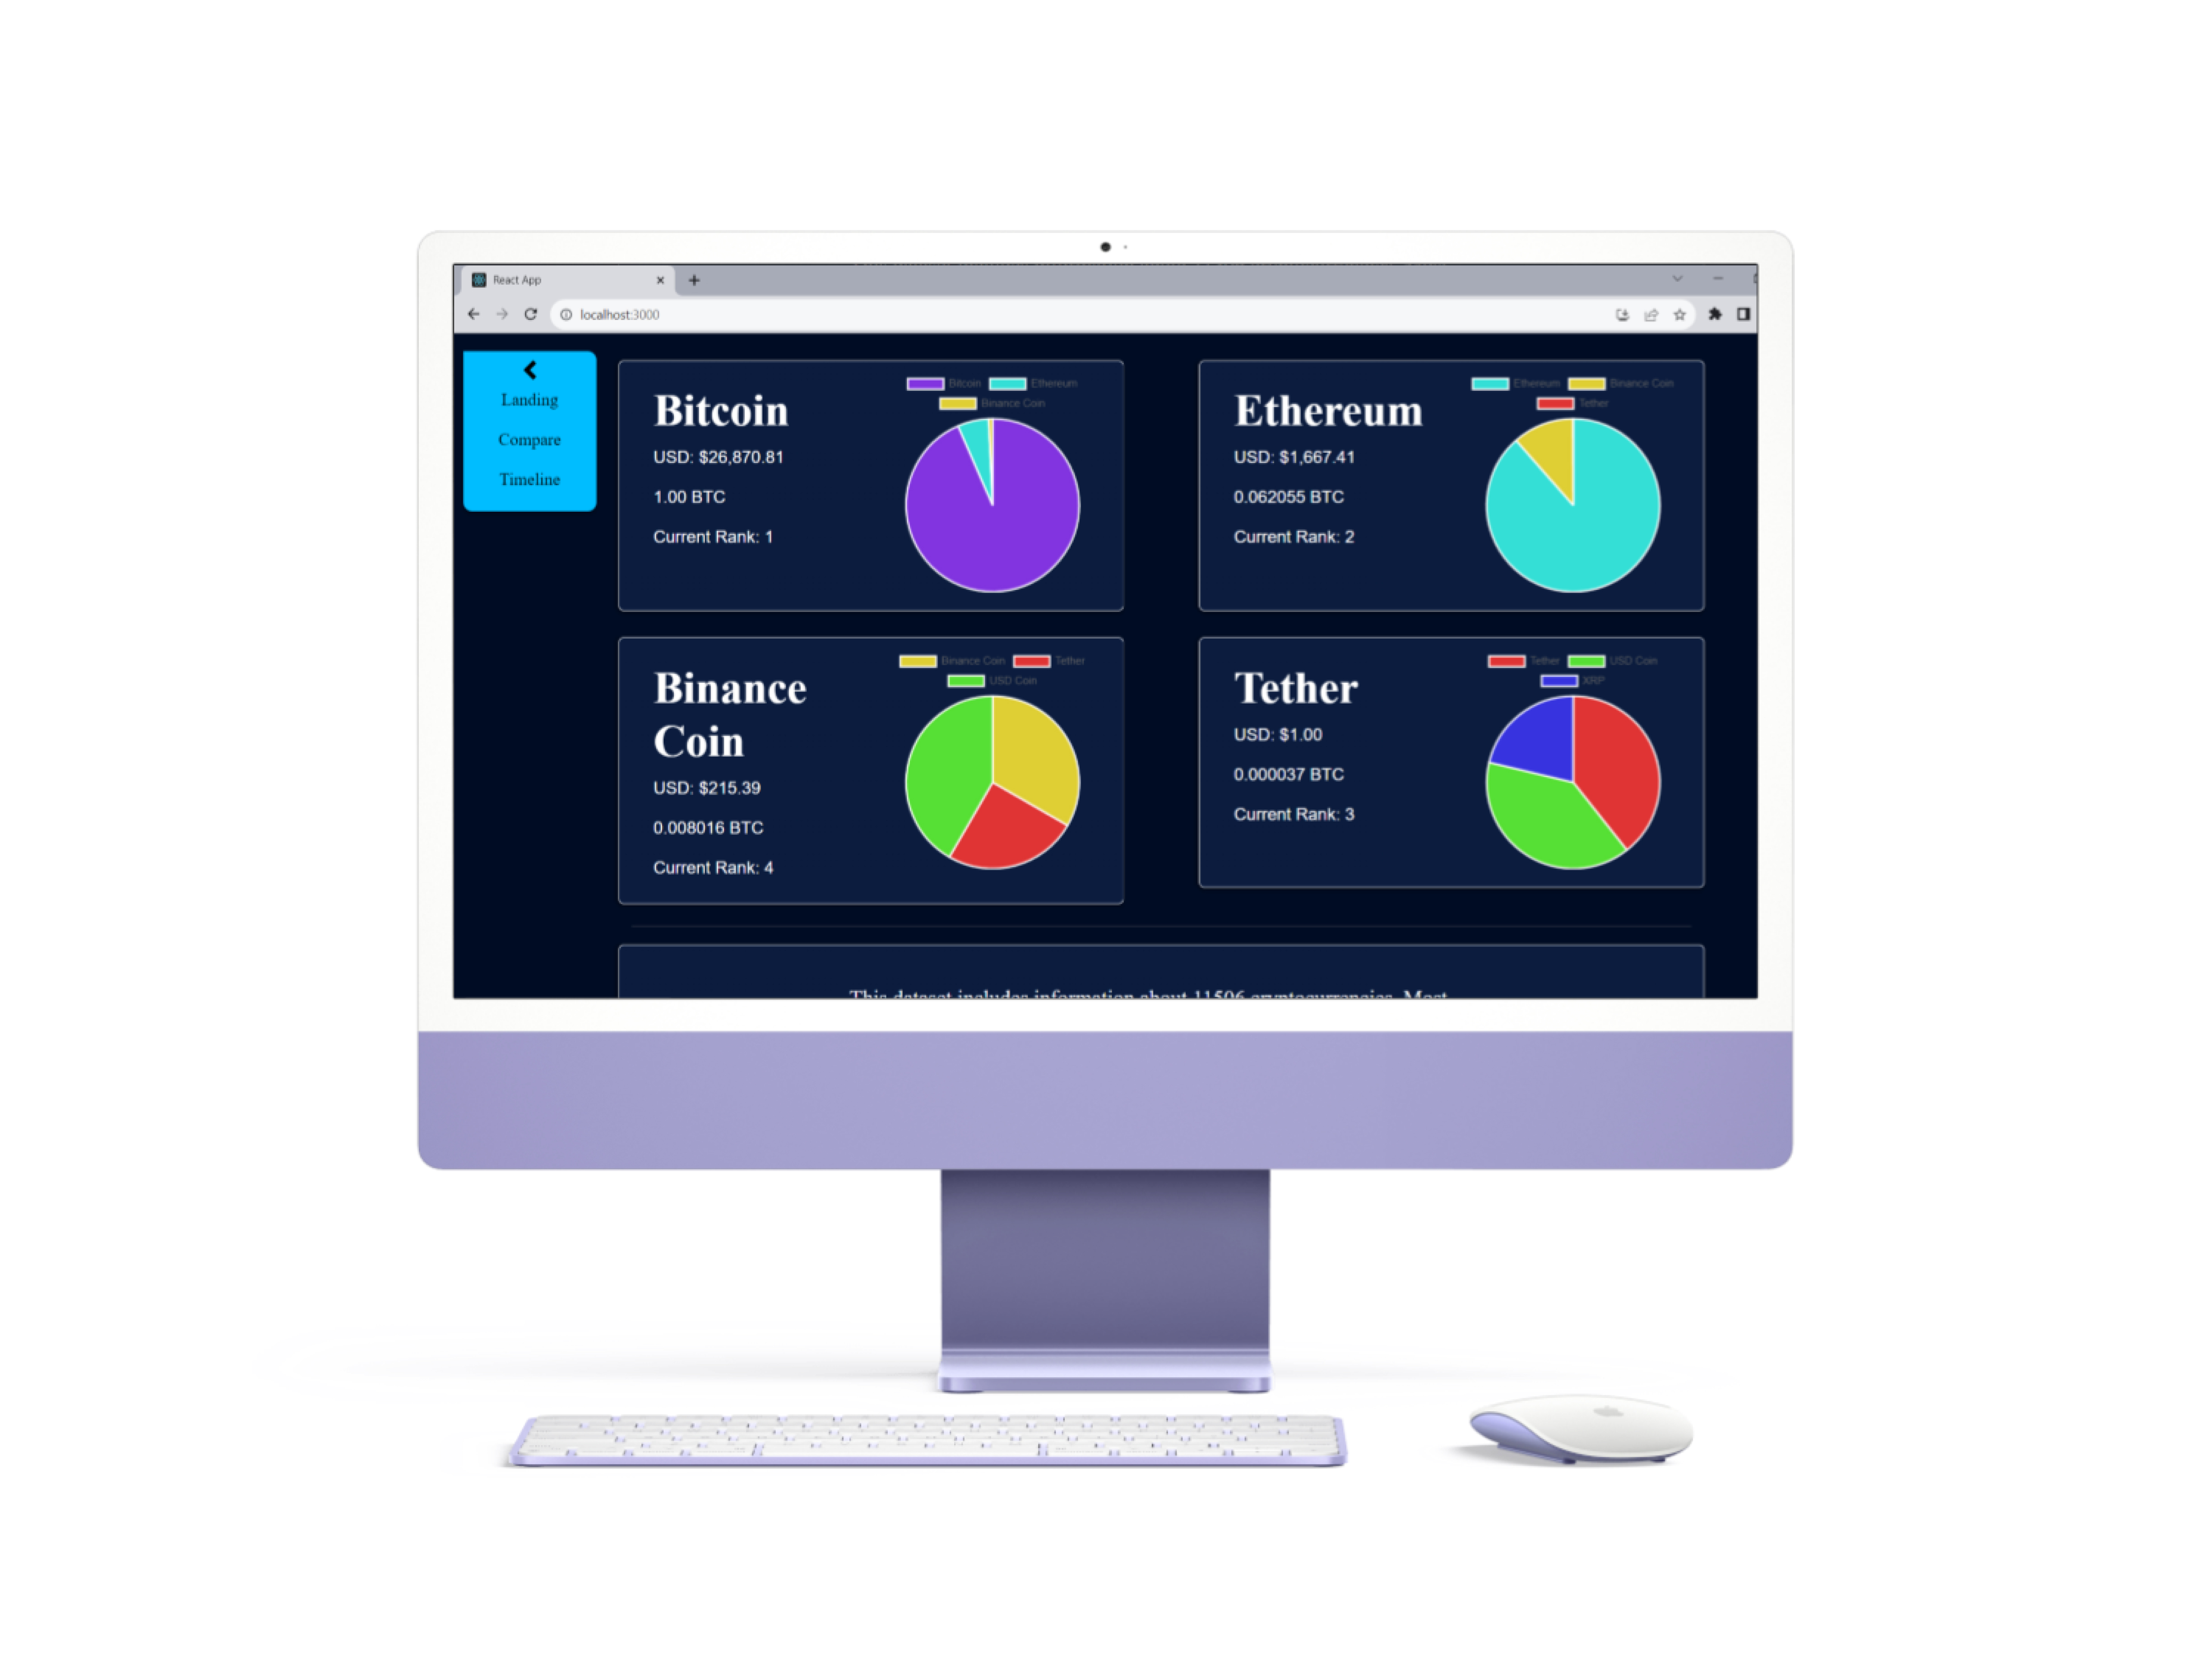 React App
localhost:3000
Landing
Compare
Timeline
Bitcoin
USD: $26,870.81
1.00 BTC
Current Rank: 1
Bitcoin Ethereum
Binance Coin
Ethereum
USD: $1,667.41
0.062055 BTC
Current Rank: 2
Ethereum Binance Coin
Tether
Binance
Coin
USD: $215.39
0.008016 BTC
Current Rank: 4
Binance Coin Tether
USD Coin
Tether
USD: $1.00
0.000037 BTC
Current Rank: 3
Tether USD Coin
XRP
This dataset includes information about 11506 cryptocurrencies. Most